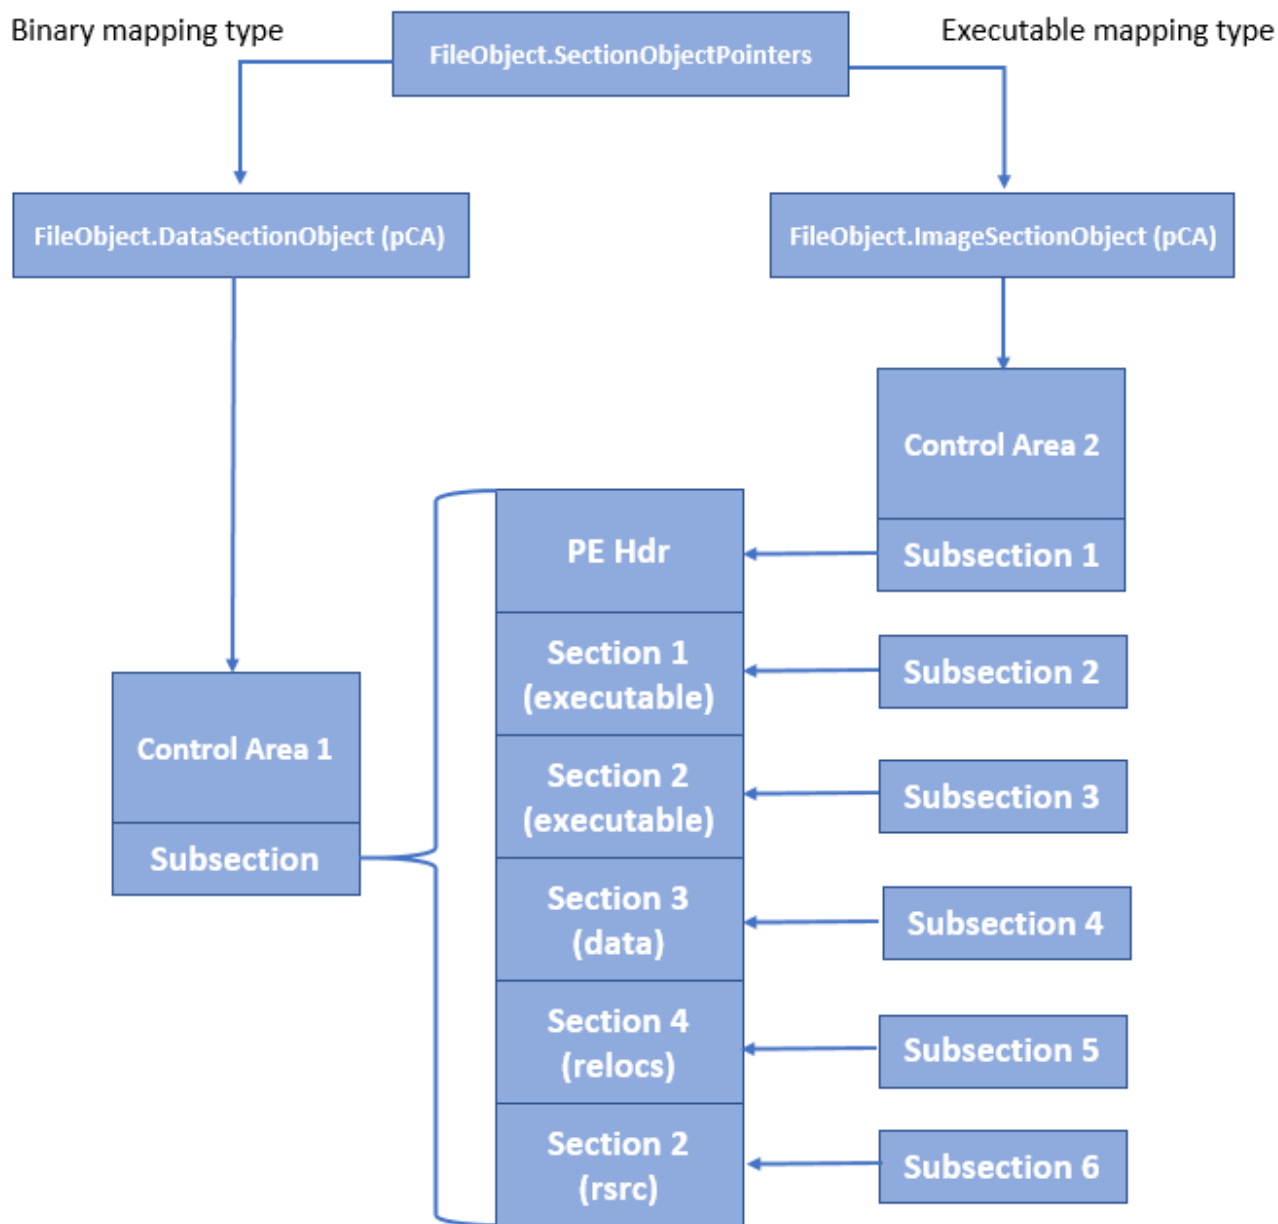 Binary mapping type
FileObject.SectionObjectPointers
Executable mapping type
FileObject.DataSectionObject (pCA)
FileObject.ImageSectionObject (pCA)
Control Area 2
Subsection 1
PE Hdr
Section 1
(executable)
Subsection 2
Control Area 1
Section 2
(executable)
Subsection 3
Subsection
Section 3
(data)
Subsection 4
Section 4
(relocs)
Subsection 5
Section 2
(rsrc)
Subsection 6